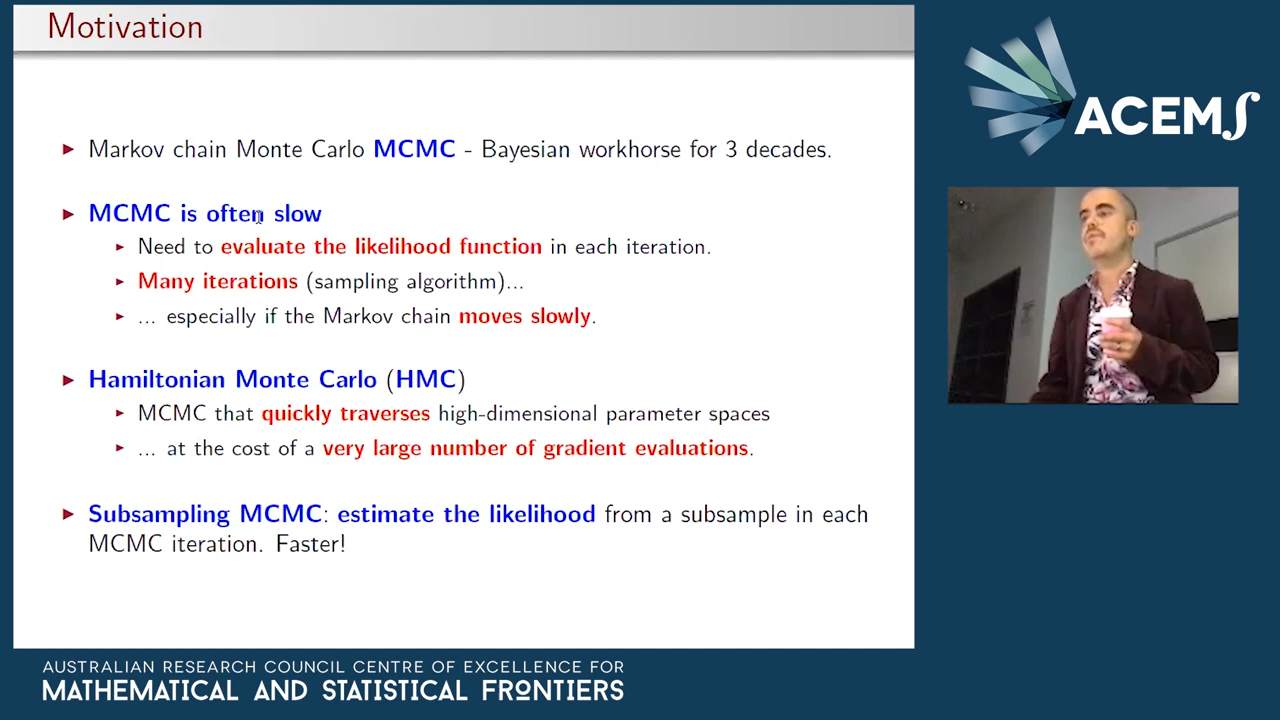 Motivation
Markov chain Monte Carlo MCMC - Bayesian workhorse for 3 decades.
MCMC is often slow
Need to evaluate the likelihood function in each iteration.
Many iterations (sampling algorithm)...
... especially if the Markov chain moves slowly.
Hamiltonian Monte Carlo (HMC)
MCMC that quickly traverses high-dimensional parameter spaces
... at the cost of a very large number of gradient evaluations.
Subsampling MCMC: estimate the likelihood from a subsample in each
MCMC iteration. Faster!
ACEMS
AUSTRALIAN RESEARCH COUNCIL CENTRE OF EXCELLENCE FOR
MATHEMATICAL AND STATISTICAL FRONTIERS